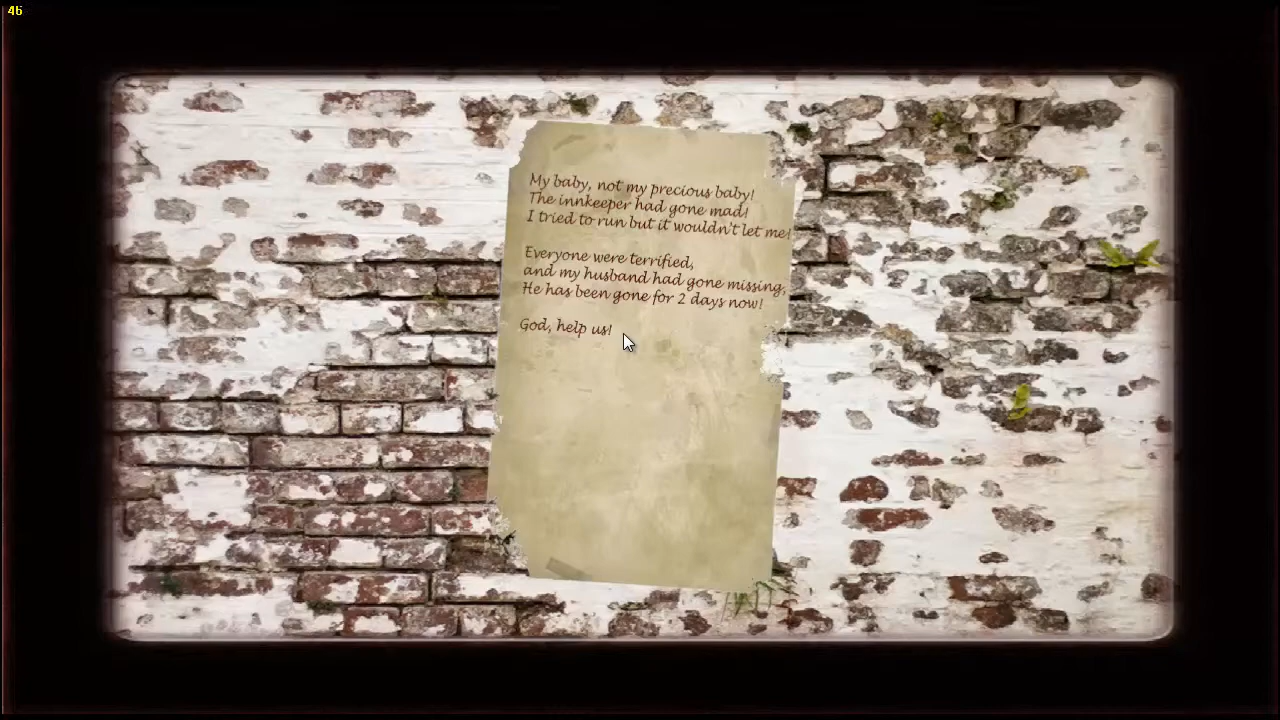 46
My baby, not my precious baby!
The innkeeper had gone mad!
I tried to run but it wouldn't let me!
Everyone were terrified,
and my husband had gone missing,
He has been gone for 2 days now!
God, help us!